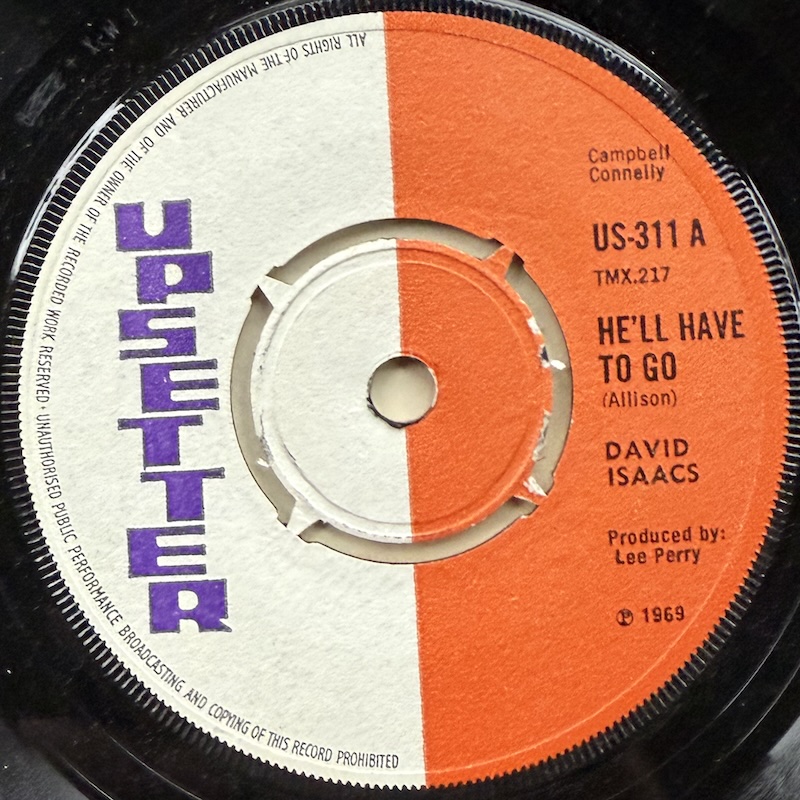 ALL RIGHTS OF THE MANUFACTURER AND OF THE OWNER OF THE RECORDED WORK RESERVED · UNAUTHORISED PUBLIC PERFORMANCE BROADCASTING AND COPYING OF THIS RECORD PROHIBITED
UPSETTER
Campbell
Connelly
US-311 A
TMX.217
HE'LL HAVE
TO GO
(Allison)
DAVID
ISAACS
Produced by:
Lee Perry
℗ 1969